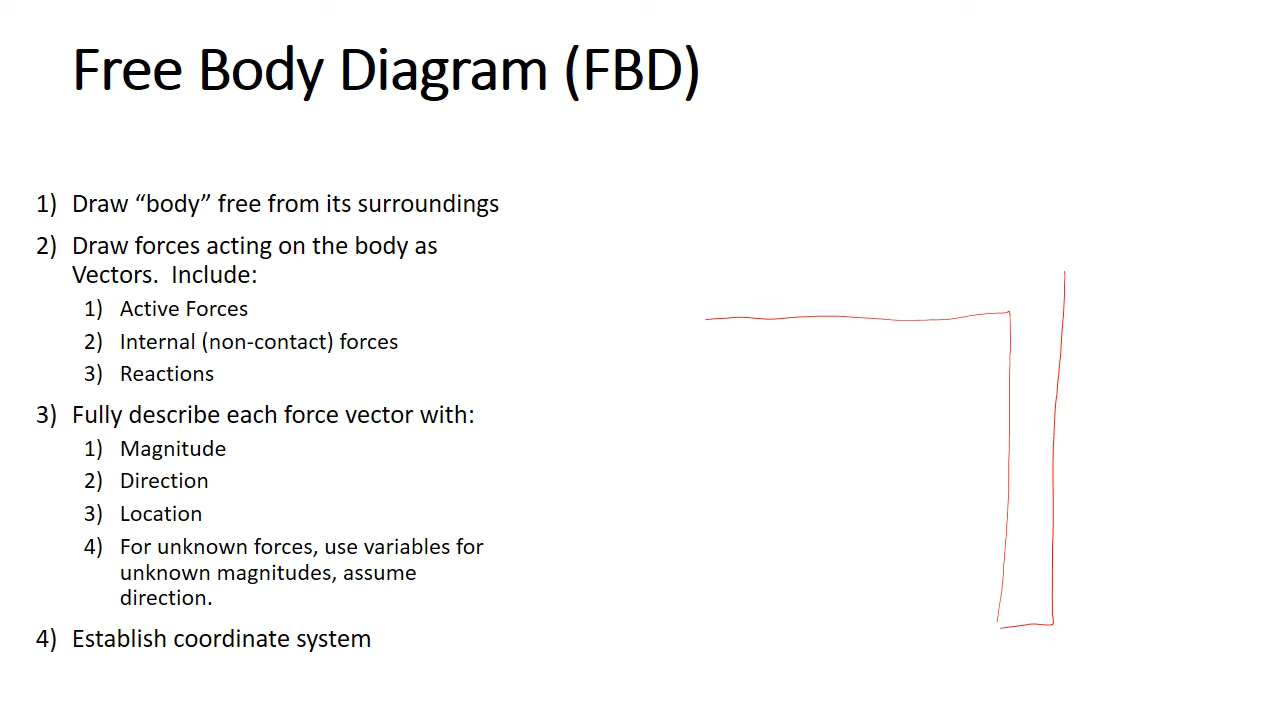 Free Body Diagram (FBD)
1) Draw “body” free from its surroundings
2) Draw forces acting on the body as
Vectors.  Include:
1) Active Forces
2) Internal (non-contact) forces
3) Reactions
3) Fully describe each force vector with:
1) Magnitude
2) Direction
3) Location
4) For unknown forces, use variables for
unknown magnitudes, assume
direction.
4) Establish coordinate system